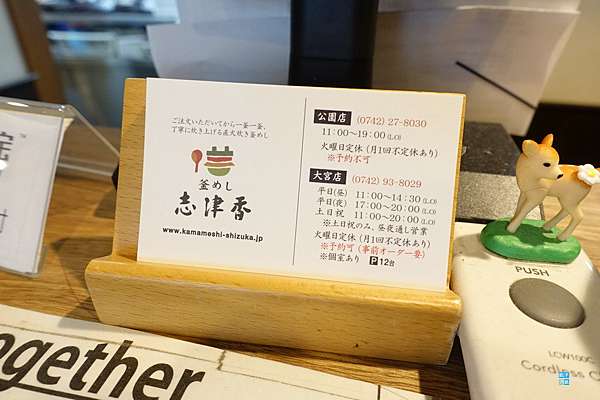 ご注文いただいてから一釜一釜、
丁寧に炊き上げる直火炊き釜めし
釜めし
志津香
www.kamameshi-shizuka.jp
公園店 (0742) 27-8030
11:00〜19:00 (L.O)
火曜日定休 (月1回不定休あり)
※予約不可
大宮店 (0742) 93-8029
平日(昼) 11:00〜14:30 (L.O)
平日(夜) 17:00〜20:00 (L.O)
土日祝 11:00〜20:00 (L.O)
※土日祝のみ、昼夜通し営業
火曜日定休 (月1回不定休あり)
※予約可 (事前オーダー要)
※個室あり P 12台
PUSH
LCW100C
Cordless C
ogether